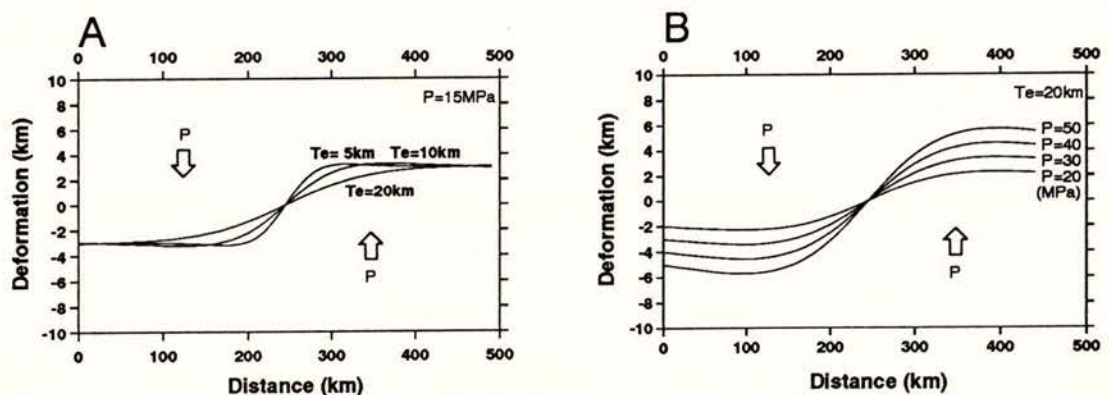 A
0 100 200 300 400 500
10
8
6
4
2
0
-2
-4
-6
-8
-10
Deformation (km)
P=15MPa
P
Te= 5km Te=10km
Te=20km
P
0 100 200 300 400 500
Distance (km)
B
0 100 200 300 400 500
10
8
6
4
2
0
-2
-4
-6
-8
-10
Deformation (km)
Te=20km
P
P=50
P=40
P=30
P=20
(MPa)
P
0 100 200 300 400 500
Distance (km)